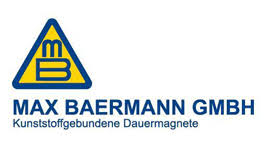 mB
MAX BAERMANN GMBH
Kunststoffgebundene Dauermagnete